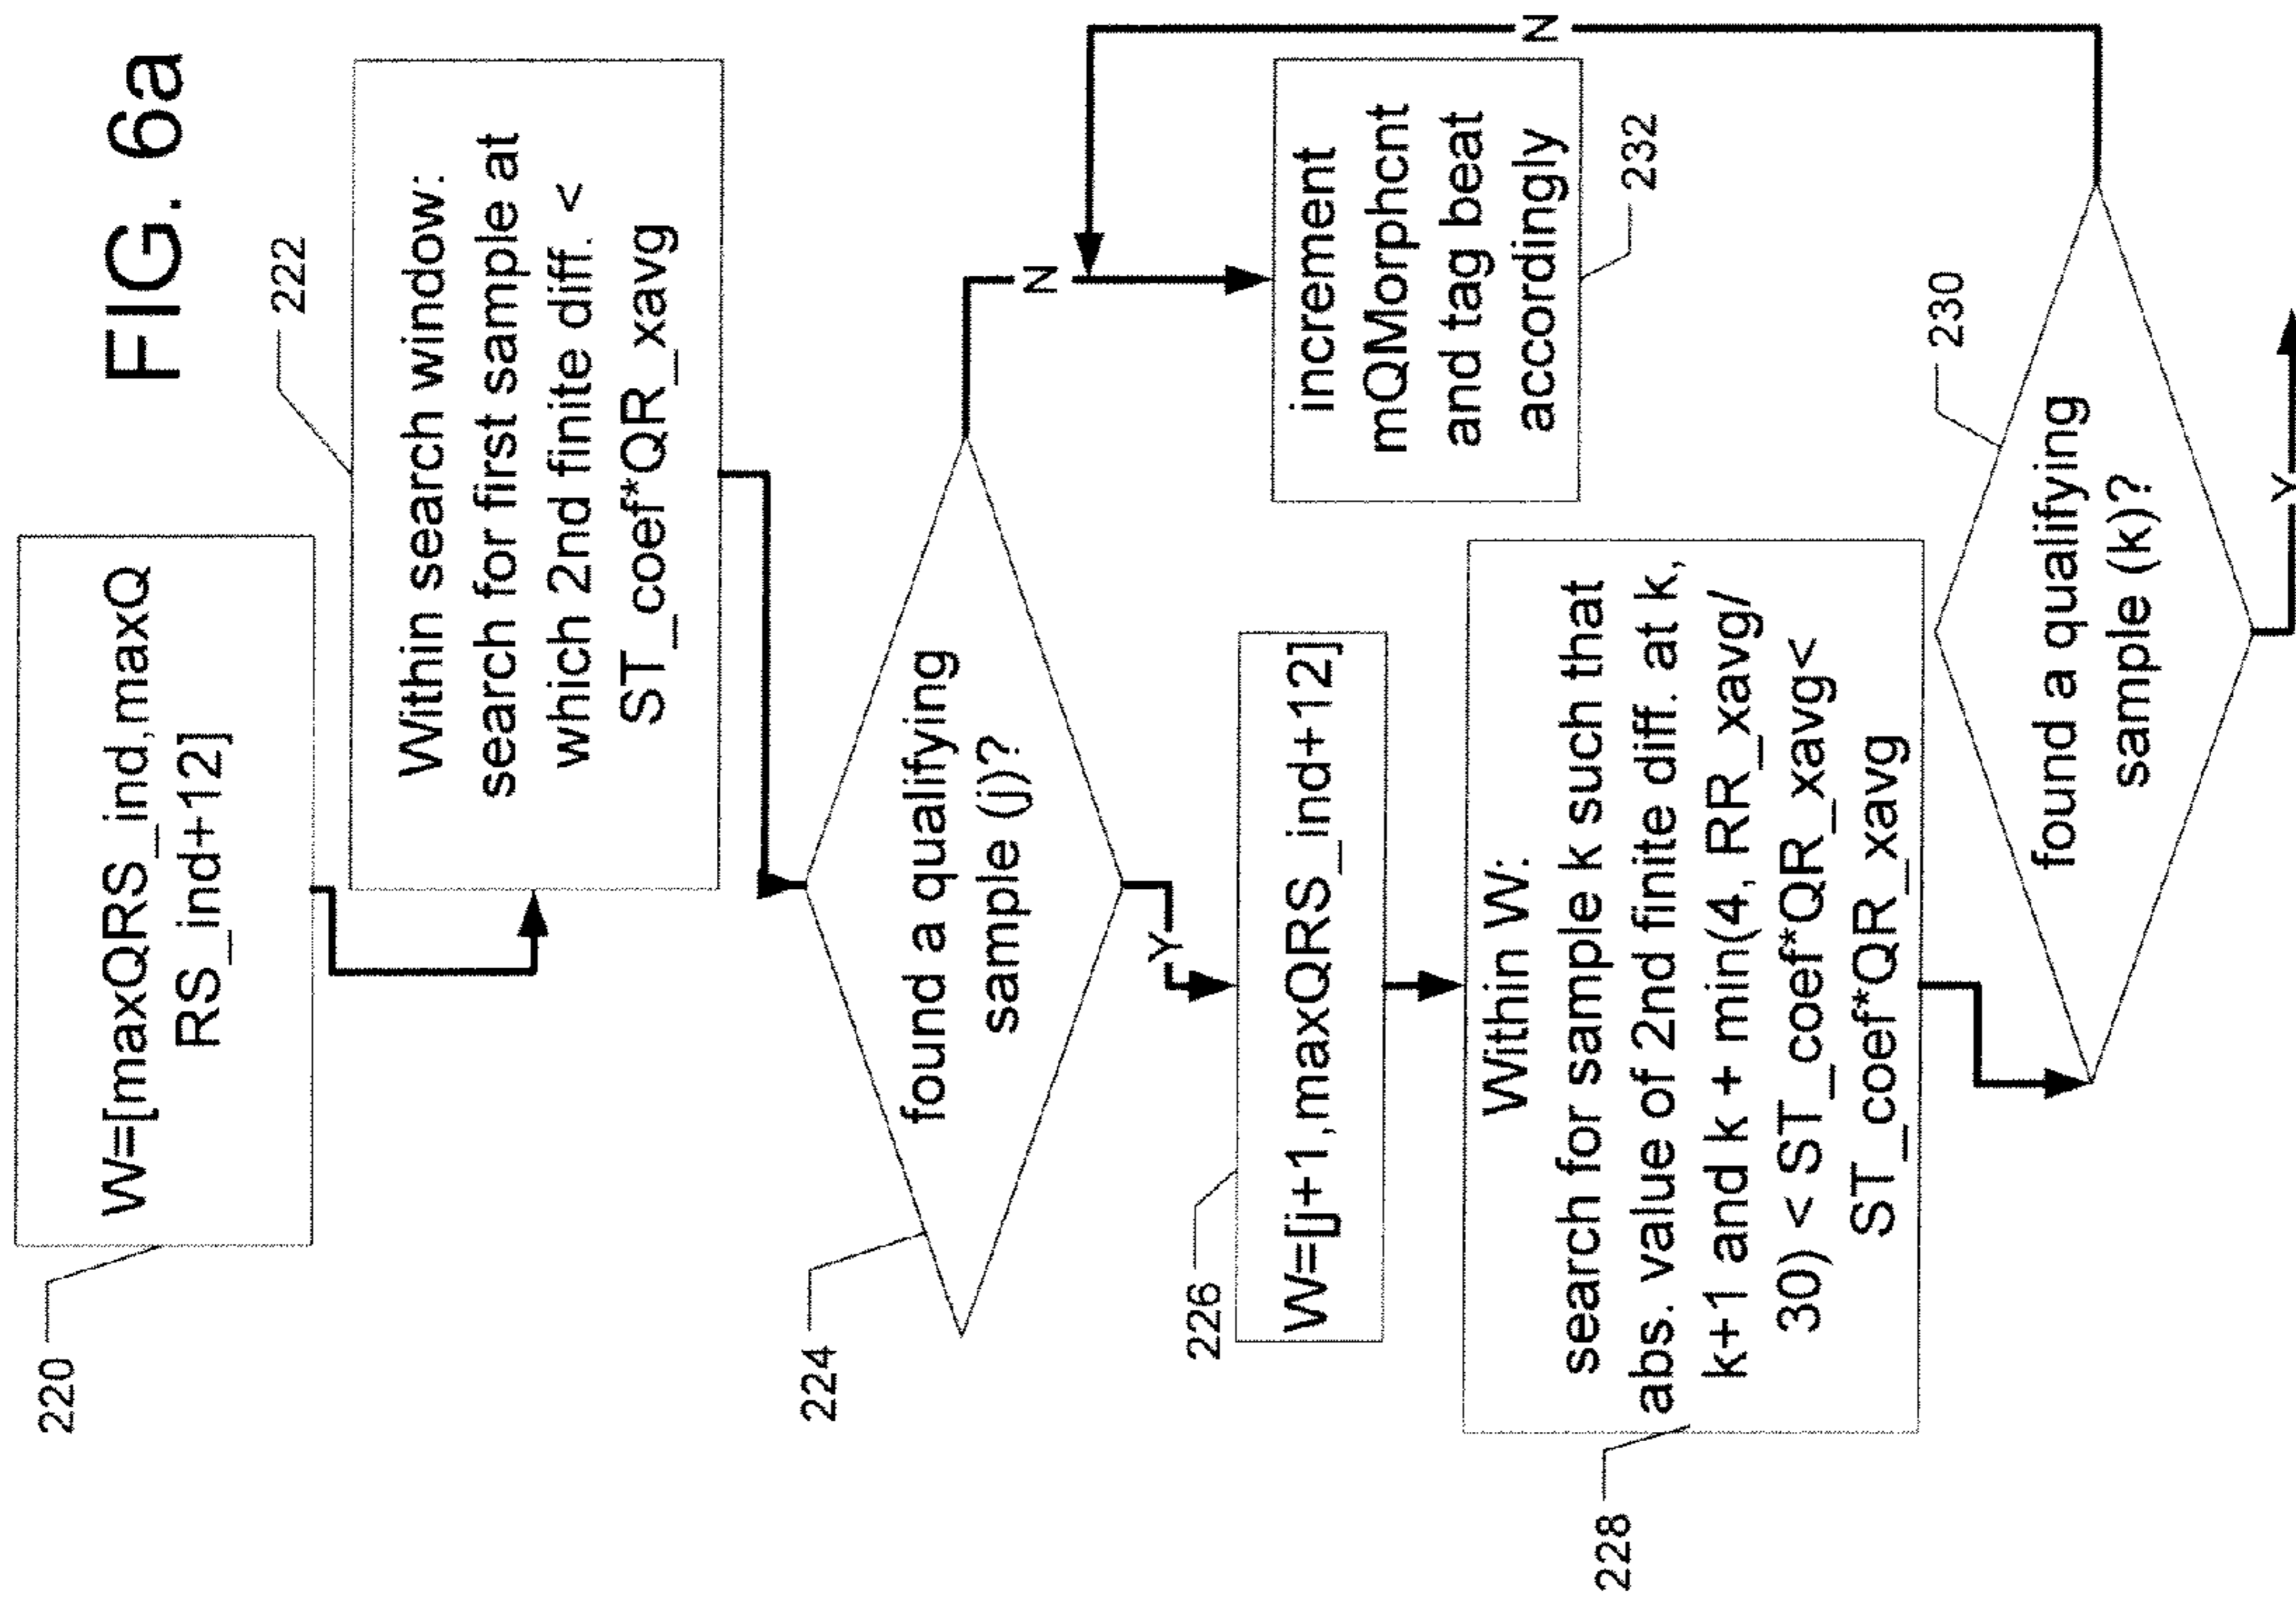 FIG. 6a
220
W=[maxQRS_ind,maxQ
RS_ind+12]
222
Within search window:
search for first sample at
which 2nd finite diff. <
ST_coef*QR_xavg
224
found a qualifying
sample (j)?
N
Y
226
W=[j+1,maxQRS_ind+12]
232
increment
mQMorphcnt
and tag beat
accordingly
228
Within W:
search for sample k such that
abs. value of 2nd finite diff. at k,
k+1 and k + min(4, RR_xavg/
30) < ST_coef*QR_xavg<
ST_coef*QR_xavg
230
found a qualifying
sample (k)?
N
Y